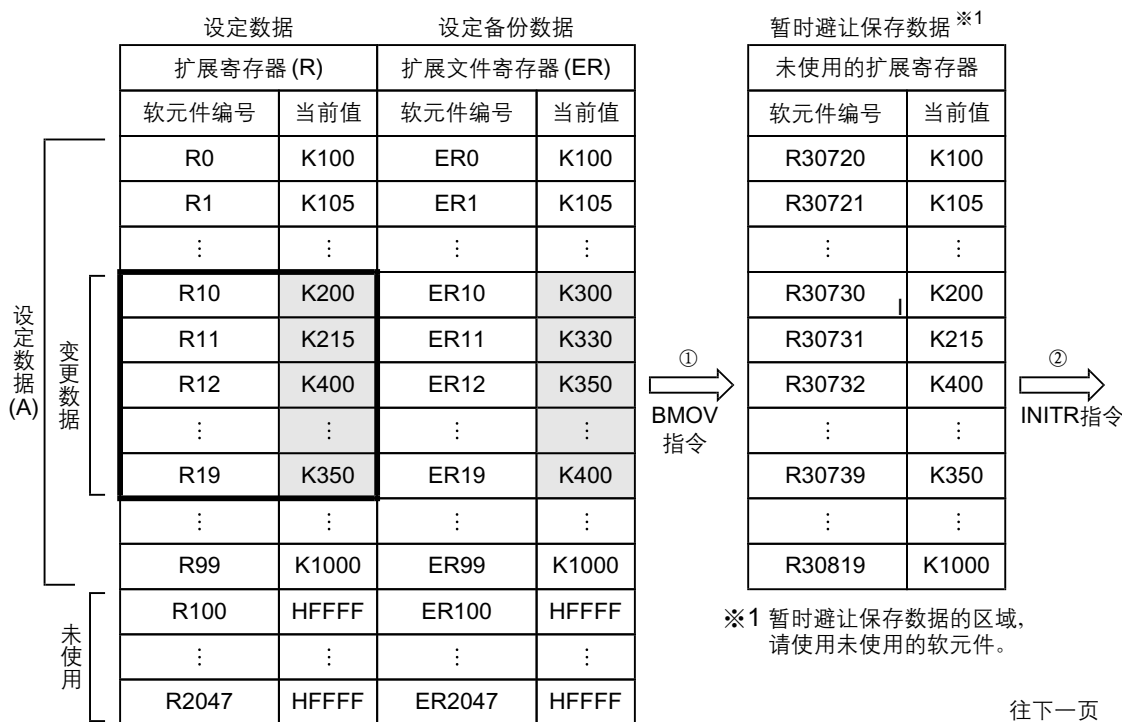 设定数据 设定备份数据 暂时避让保存数据 ※1
扩展寄存器 (R) 扩展文件寄存器 (ER) 未使用的扩展寄存器
软元件编号 当前值 软元件编号 当前值 软元件编号 当前值
R0 K100 ER0 K100 R30720 K100
R1 K105 ER1 K105 R30721 K105
⋮ ⋮ ⋮ ⋮ ⋮ ⋮
R10 K200 ER10 K300 R30730 K200
R11 K215 ER11 K330 R30731 K215
R12 K400 ER12 K350 R30732 K400
⋮ ⋮ ⋮ ⋮ ⋮ ⋮
R19 K350 ER19 K400 R30739 K350
⋮ ⋮ ⋮ ⋮ ⋮ ⋮
R99 K1000 ER99 K1000 R30819 K1000
R100 HFFFF ER100 HFFFF
⋮ ⋮ ⋮ ⋮
R2047 HFFFF ER2047 HFFFF
设定数据
(A)
变更数据
未使用
①
BMOV
指令
②
INITR指令
※1 暂时避让保存数据的区域,
请使用未使用的软元件。
往下一页